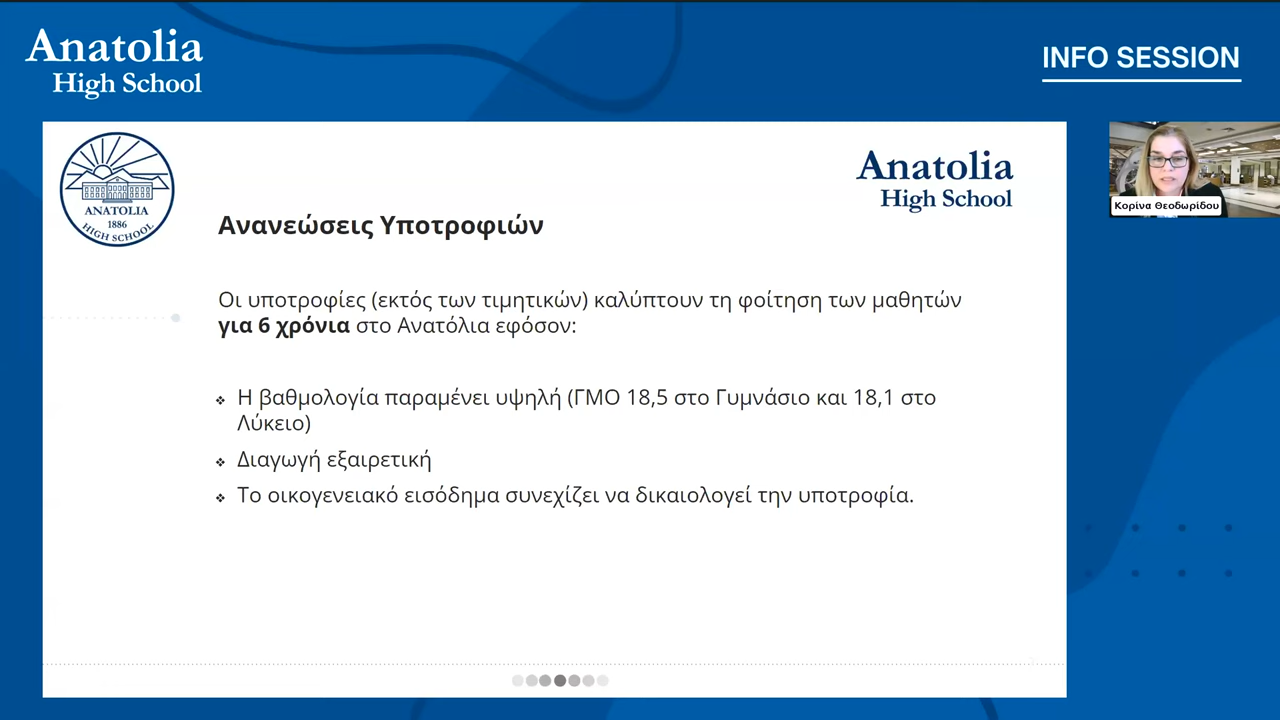 Anatolia
High School
INFO SESSION
ANATOLIA
1886
HIGH SCHOOL
Anatolia
High School
Κορίνα Θεοδωρίδου
Ανανεώσεις Υποτροφιών
Οι υποτροφίες (εκτός των τιμητικών) καλύπτουν τη φοίτηση των μαθητών
για 6 χρόνια στο Ανατόλια εφόσον:
❖ Η βαθμολογία παραμένει υψηλή (ΓΜΟ 18,5 στο Γυμνάσιο και 18,1 στο
Λύκειο)
❖ Διαγωγή εξαιρετική
❖ Το οικογενειακό εισόδημα συνεχίζει να δικαιολογεί την υποτροφία.